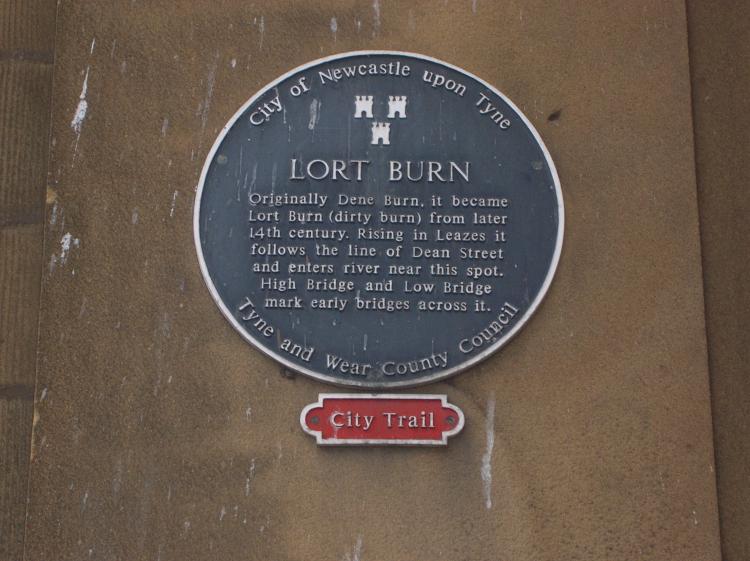 City of Newcastle upon Tyne
LORT BURN
Originally Dene Burn, it became
Lort Burn (dirty burn) from later
14th century. Rising in Leazes it
follows the line of Dean Street
and enters river near this spot.
High Bridge and Low Bridge
mark early bridges across it.
Tyne and Wear County Council
City Trail